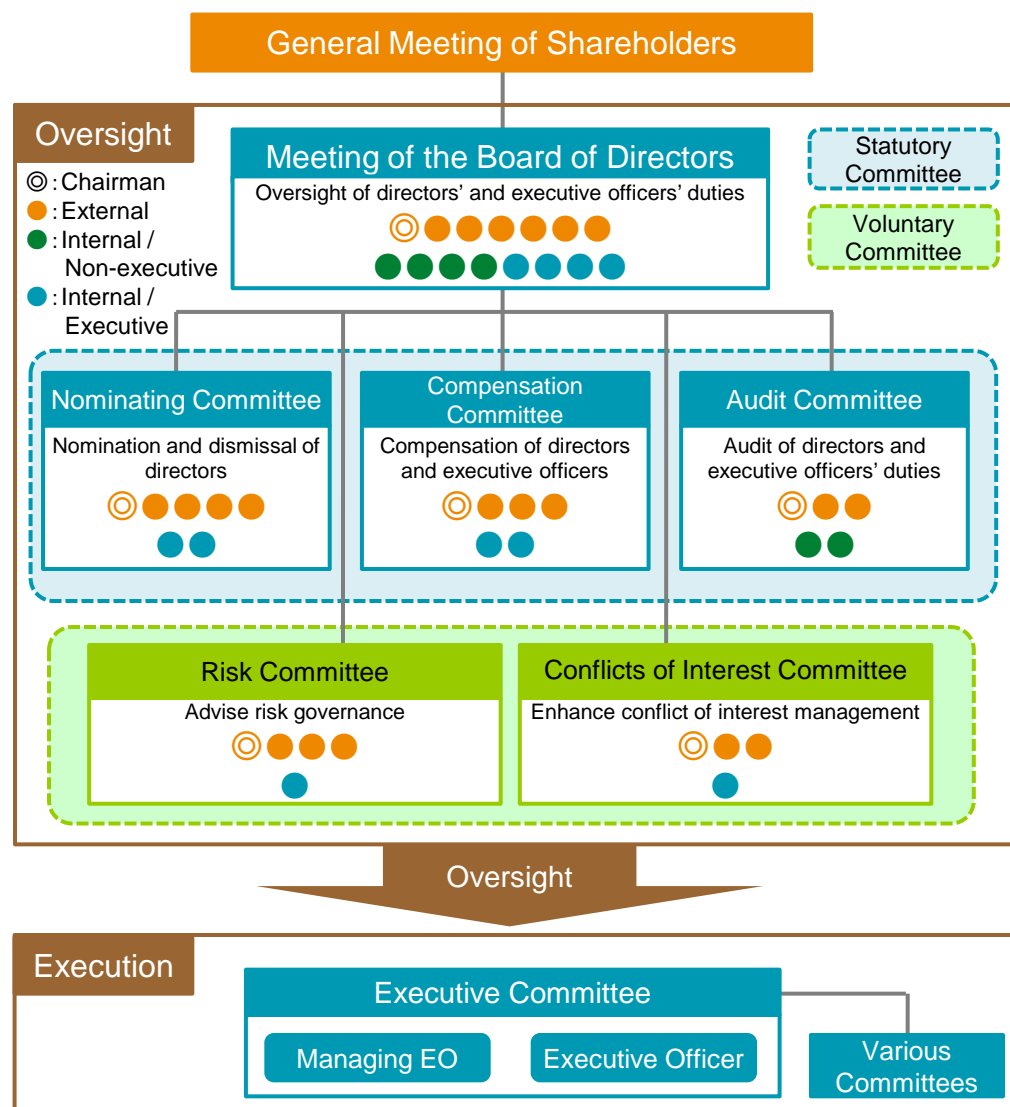 General Meeting of Shareholders
Oversight
◎: Chairman
●: External
●: Internal /
Non-executive
●: Internal /
Executive
Meeting of the Board of Directors
Oversight of directors' and executive officers' duties
Statutory
Committee
Voluntary
Committee
Nominating Committee
Nomination and dismissal of
directors
Compensation
Committee
Compensation of directors
and executive officers
Audit Committee
Audit of directors and
executive officers' duties
Risk Committee
Advise risk governance
Conflicts of Interest Committee
Enhance conflict of interest management
Oversight
Execution
Executive Committee
Managing EO
Executive Officer
Various
Committees